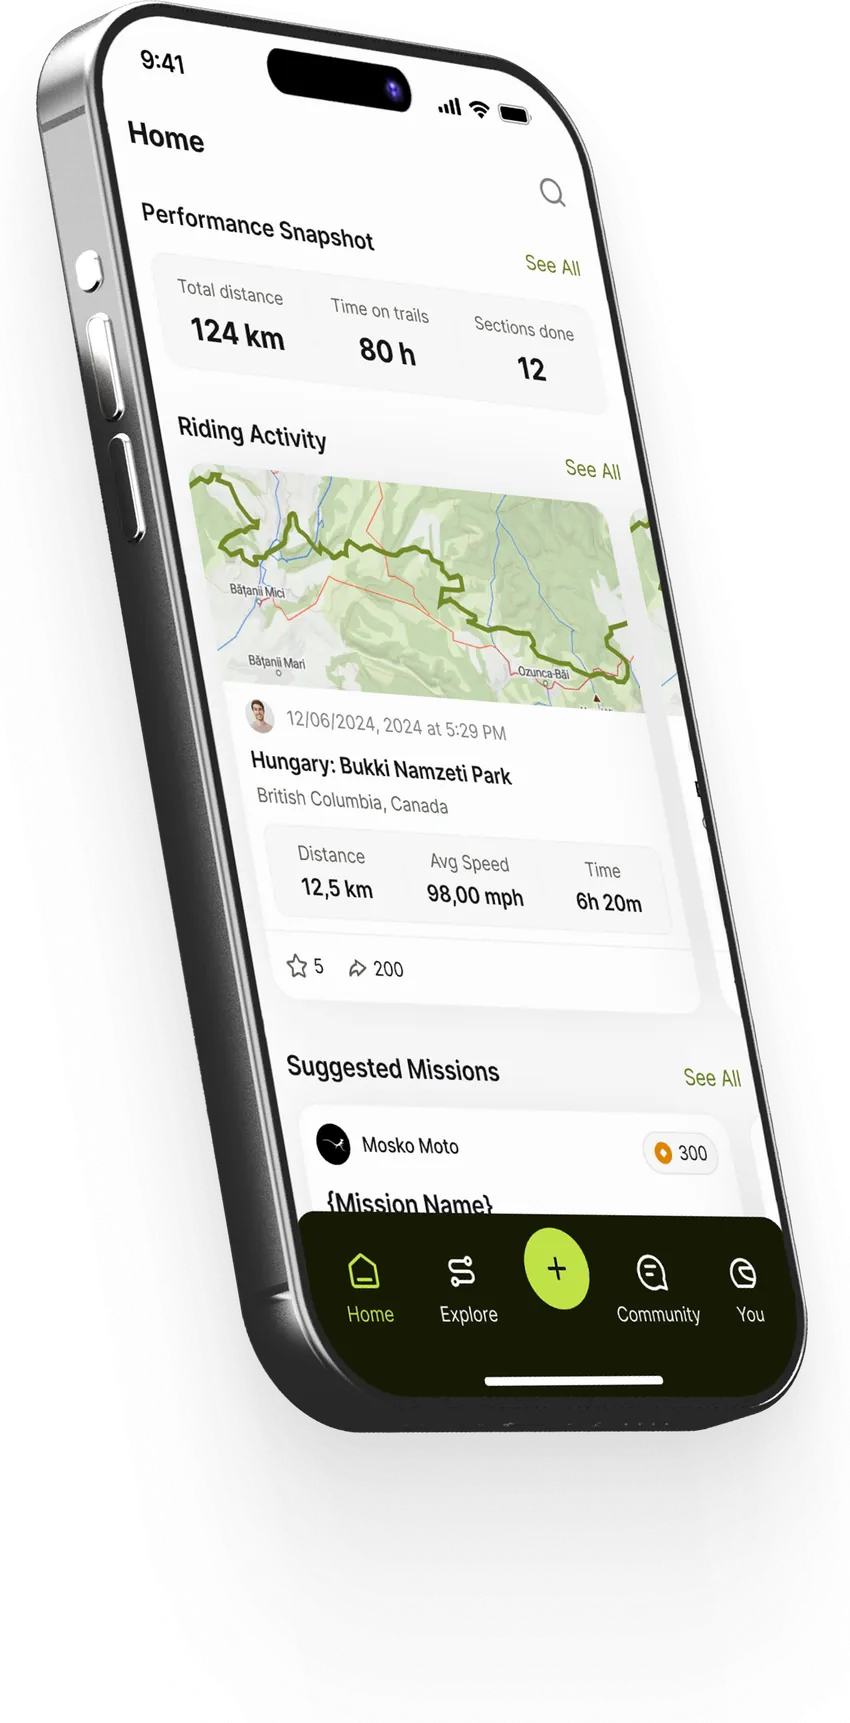 9:41
Home
Performance Snapshot
See All
Total distance
Time on trails
Sections done
124 km
80 h
12
Riding Activity
See All
Bățanii Mici
Bățanii Mari
Ozunca-Băi
12/06/2024, 2024 at 5:29 PM
Hungary: Bukki Namzeti Park
British Columbia, Canada
Distance
Avg Speed
Time
12,5 km
98,00 mph
6h 20m
5
200
Suggested Missions
See All
Mosko Moto
300
{Mission Name}
Home
Explore
+
Community
You